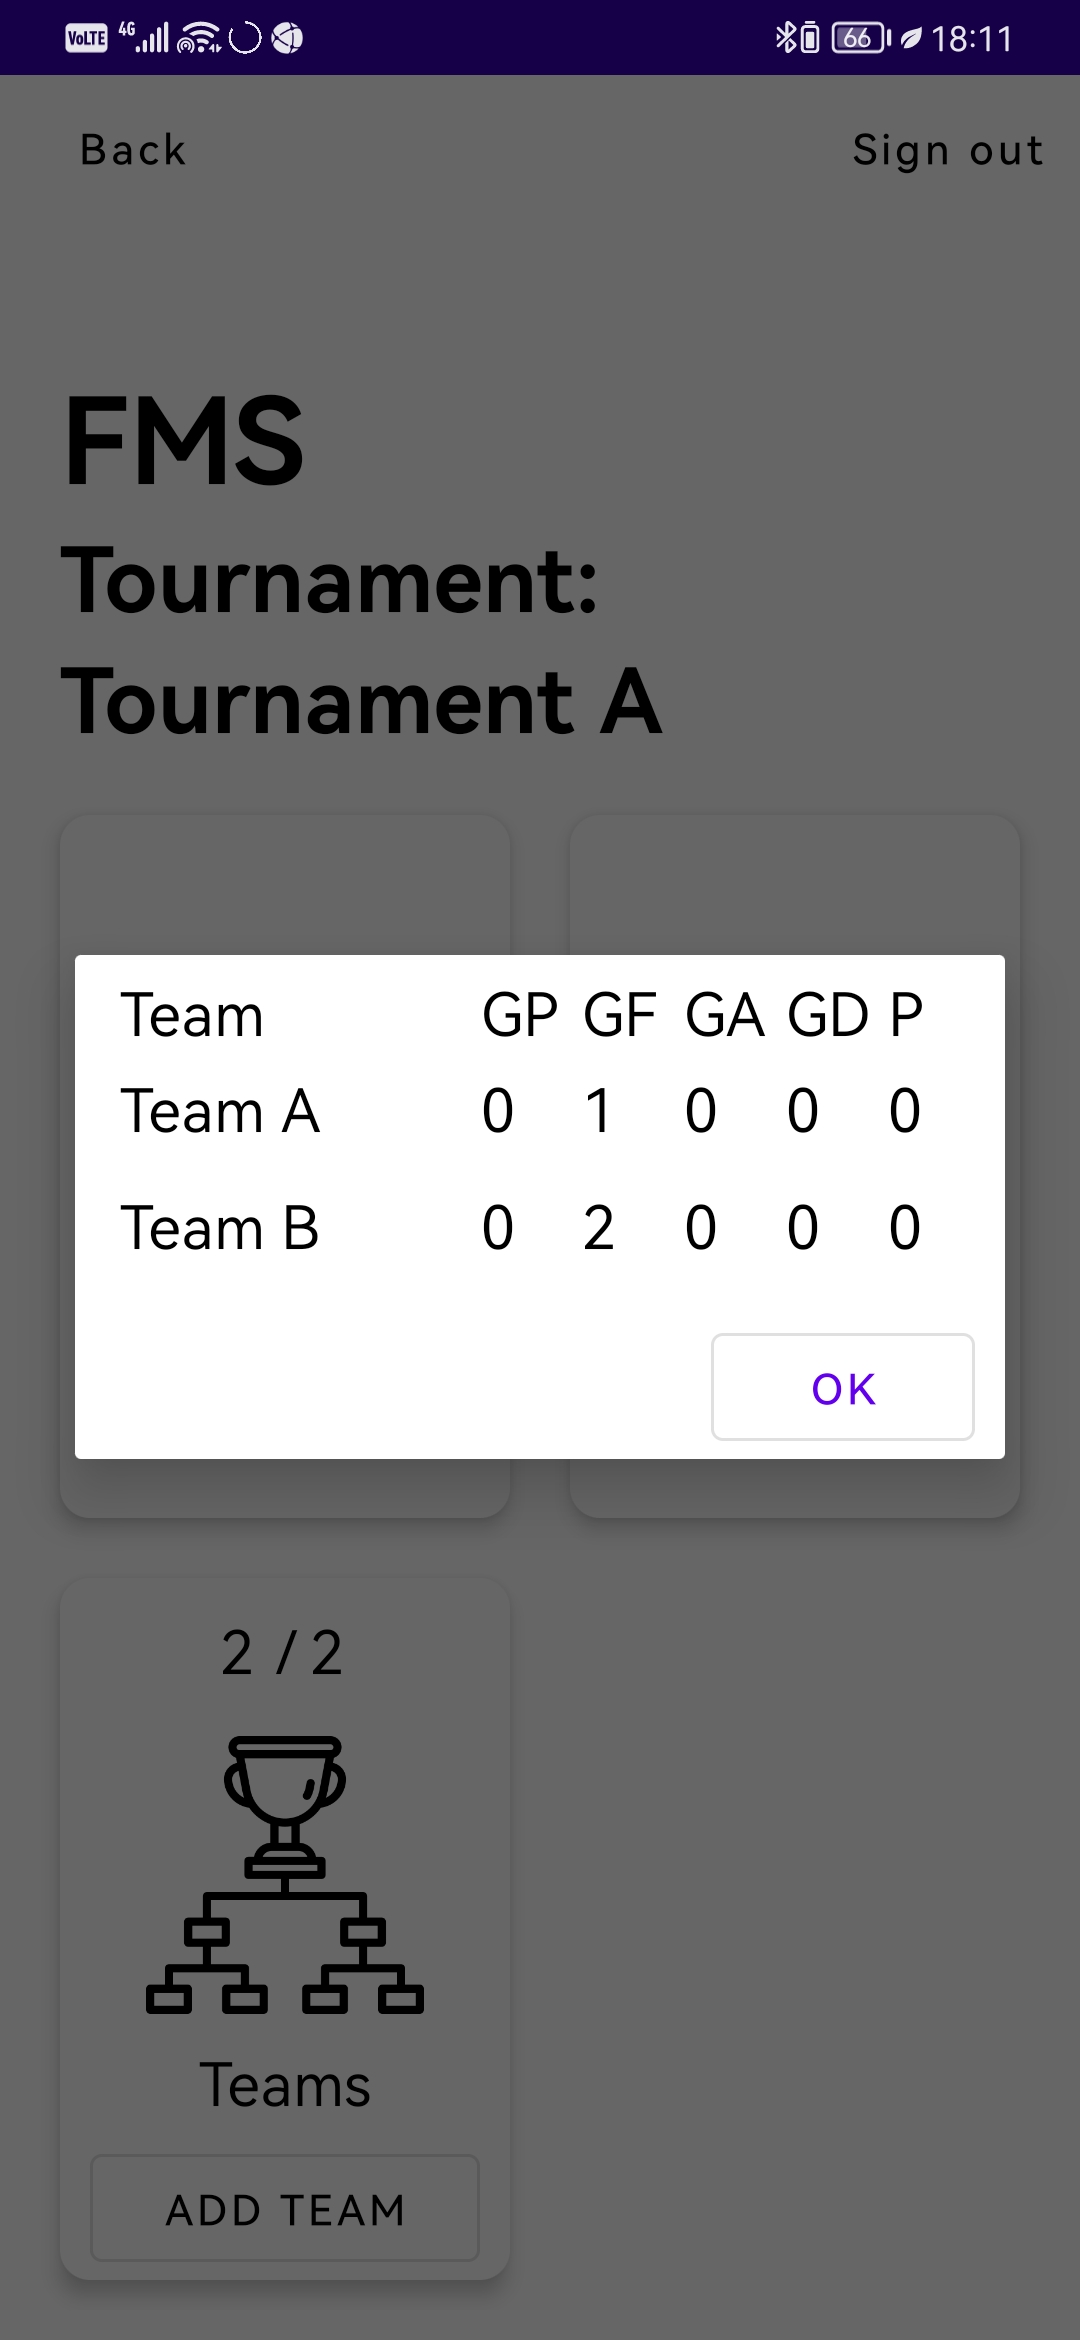 VoLTE 4G 66 18:11
Back Sign out
FMS
Tournament:
Tournament A
Team GP GF GA GD P
Team A 0 1 0 0 0
Team B 0 2 0 0 0
OK
2 / 2
Teams
ADD TEAM